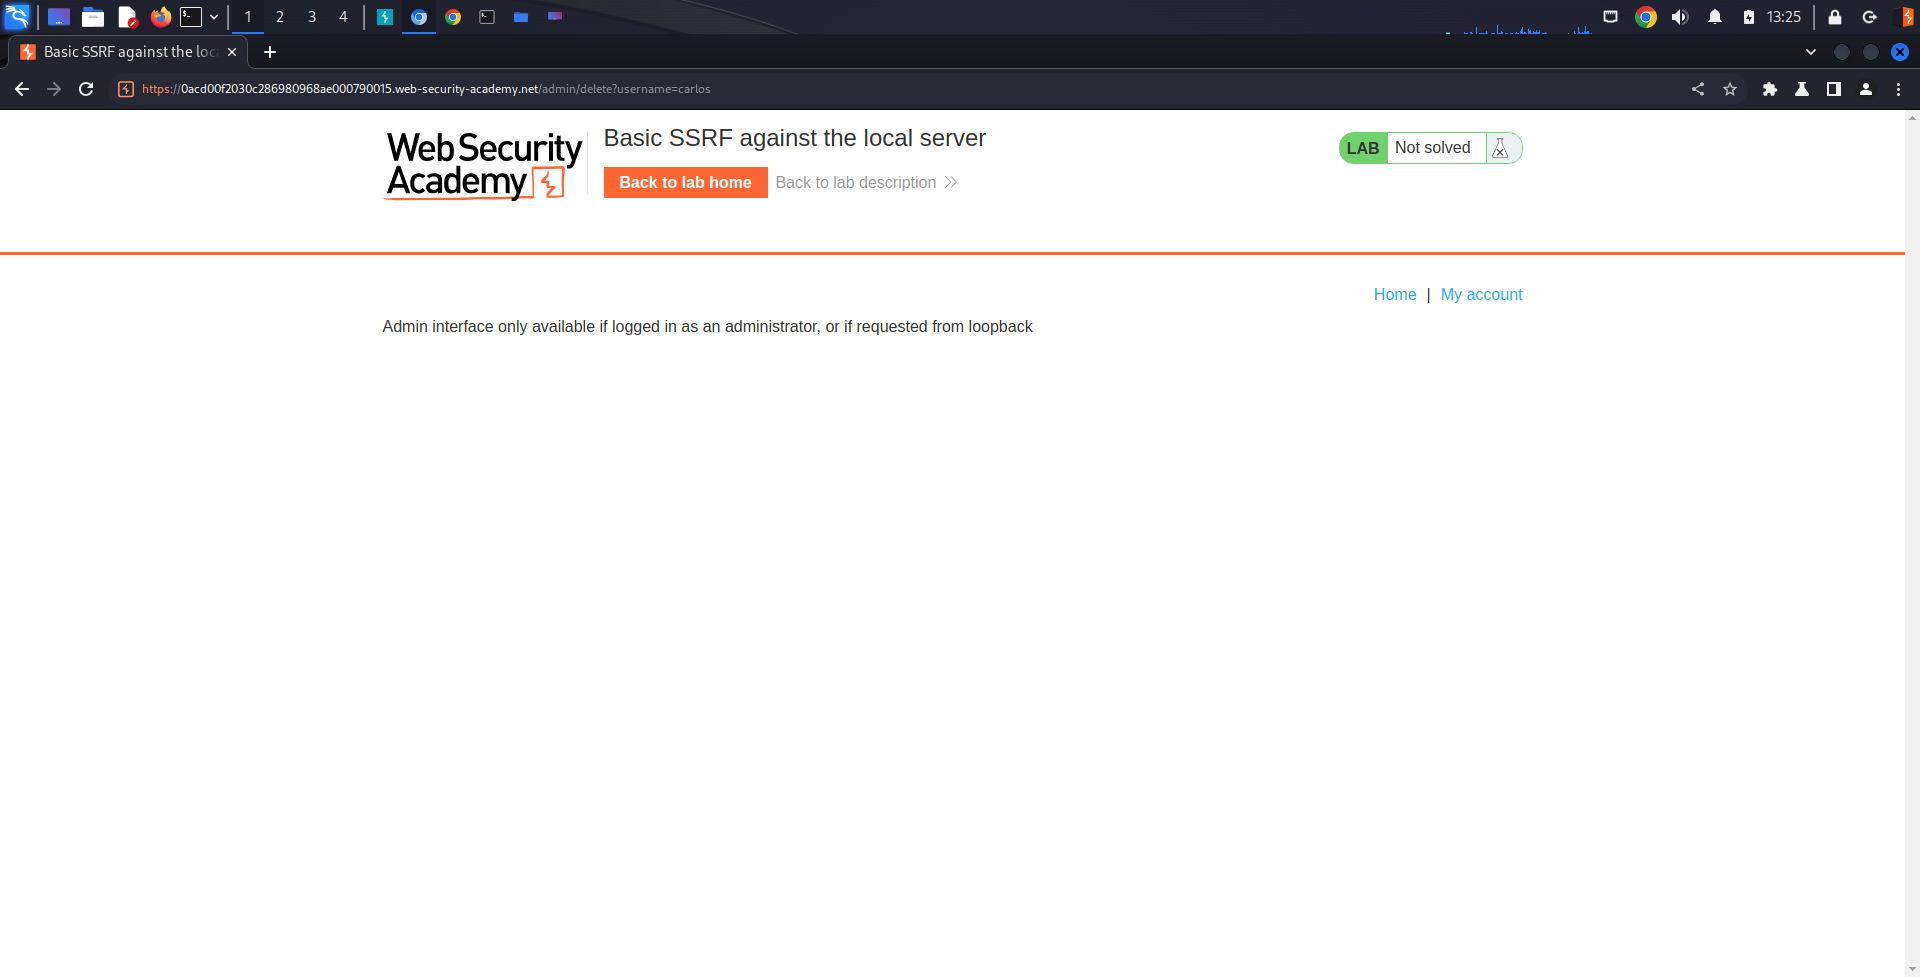 1 2 3 4 13:25
Basic SSRF against the loc
https://0acd00f2030c286980968ae000790015.web-security-academy.net/admin/delete?username=carlos
WebSecurity
Academy
Basic SSRF against the local server
Back to lab home
Back to lab description
LAB Not solved
Home | My account
Admin interface only available if logged in as an administrator, or if requested from loopback